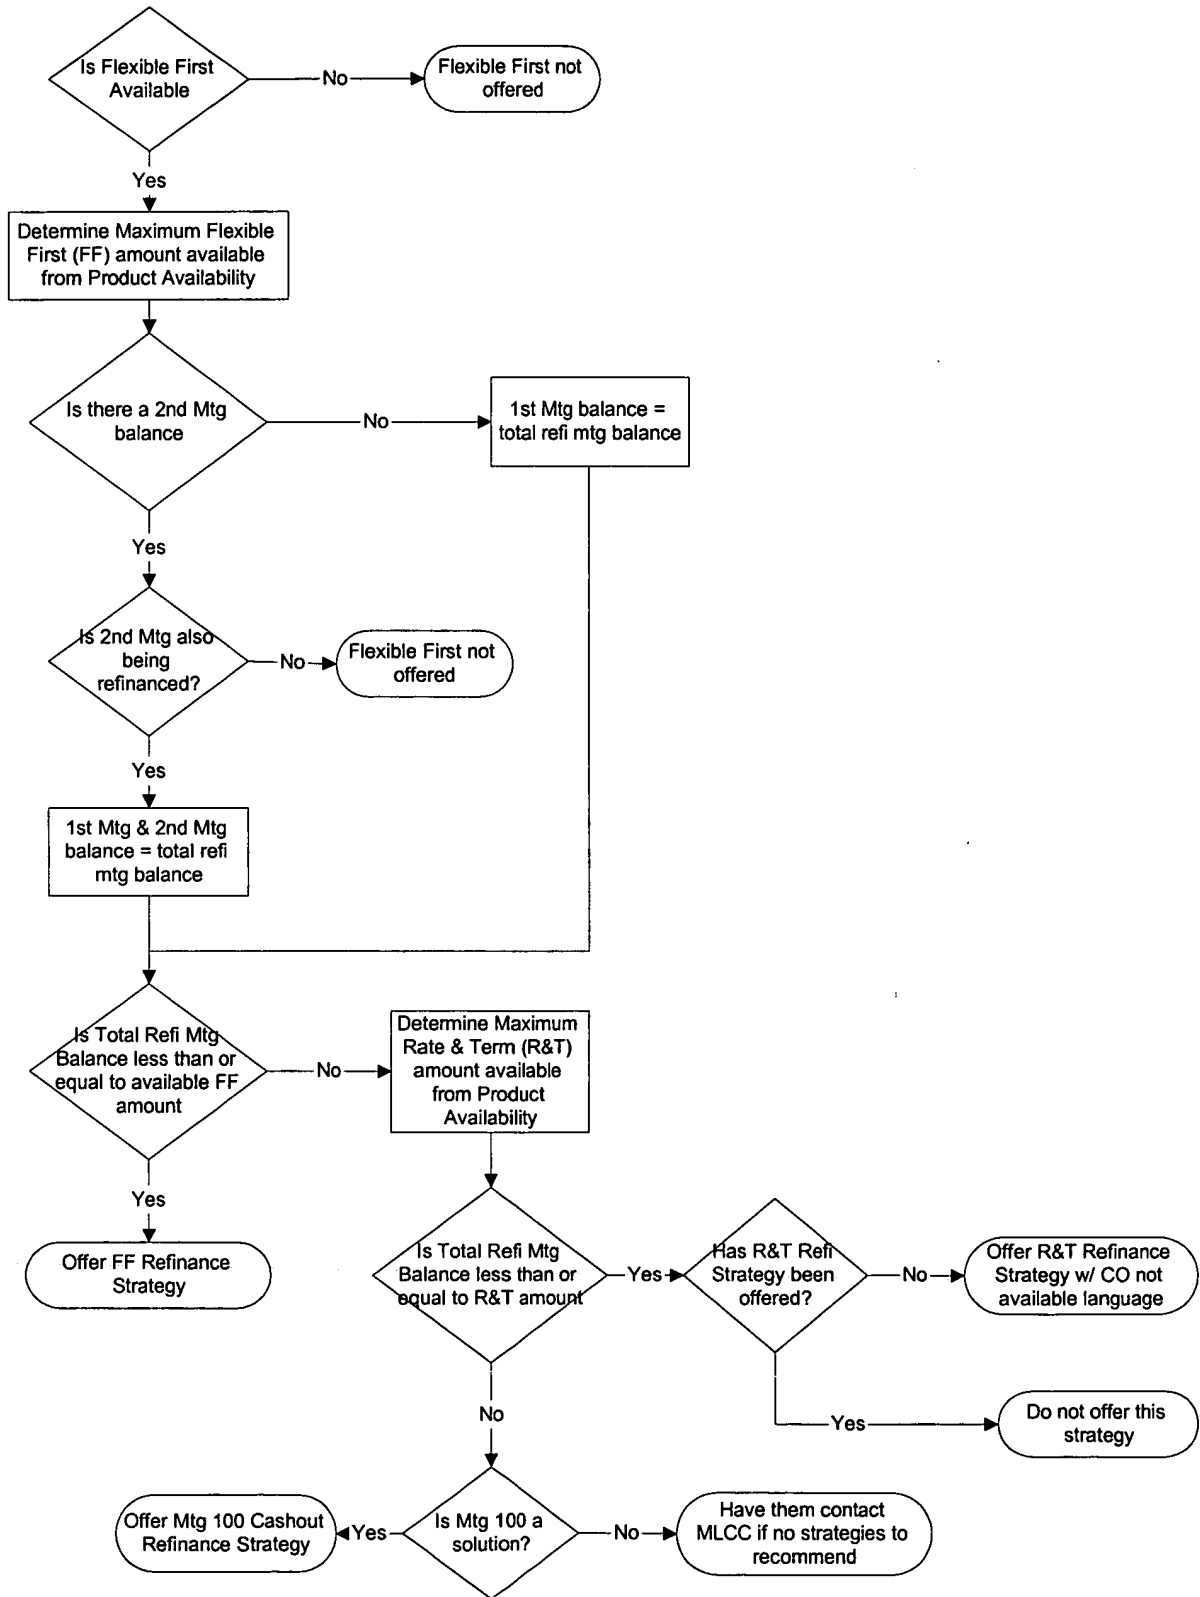 Is Flexible First
Available
No
Flexible First not
offered
Yes
Determine Maximum Flexible
First (FF) amount available
from Product Availability
Is there a 2nd Mtg
balance
No
1st Mtg balance =
total refi mtg balance
Yes
Is 2nd Mtg also
being
refinanced?
No
Flexible First not
offered
Yes
1st Mtg & 2nd Mtg
balance = total refi
mtg balance
Is Total Refi Mtg
Balance less than or
equal to available FF
amount
No
Determine Maximum
Rate & Term (R&T)
amount available
from Product
Availability
Yes
Offer FF Refinance
Strategy
Is Total Refi Mtg
Balance less than or
equal to R&T amount
Yes
Has R&T Refi
Strategy been
offered?
No
Offer R&T Refinance
Strategy w/ CO not
available language
Yes
Do not offer this
strategy
No
Is Mtg 100 a
solution?
Yes
Offer Mtg 100 Cashout
Refinance Strategy
No
Have them contact
MLCC if no strategies to
recommend